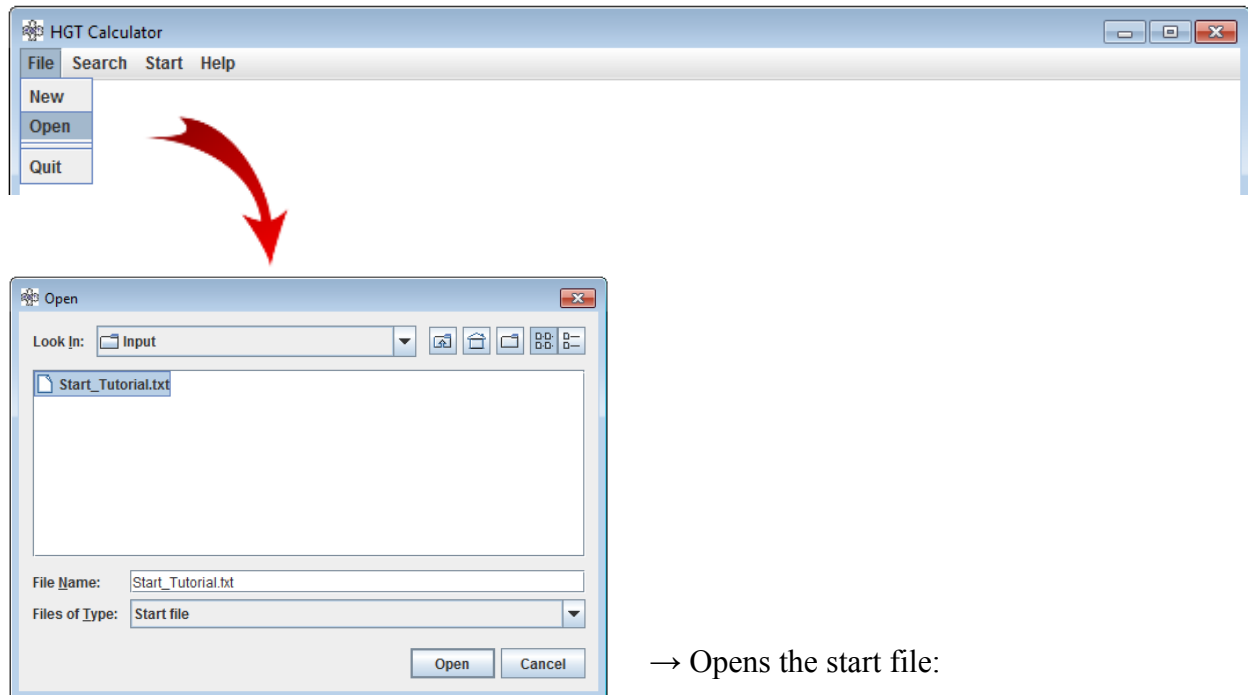 HGT Calculator
File Search Start Help
New
Open
Quit
Open
Look In: Input
Start_Tutorial.txt
File Name: Start_Tutorial.txt
Files of Type: Start file
Open Cancel
→ Opens the start file: